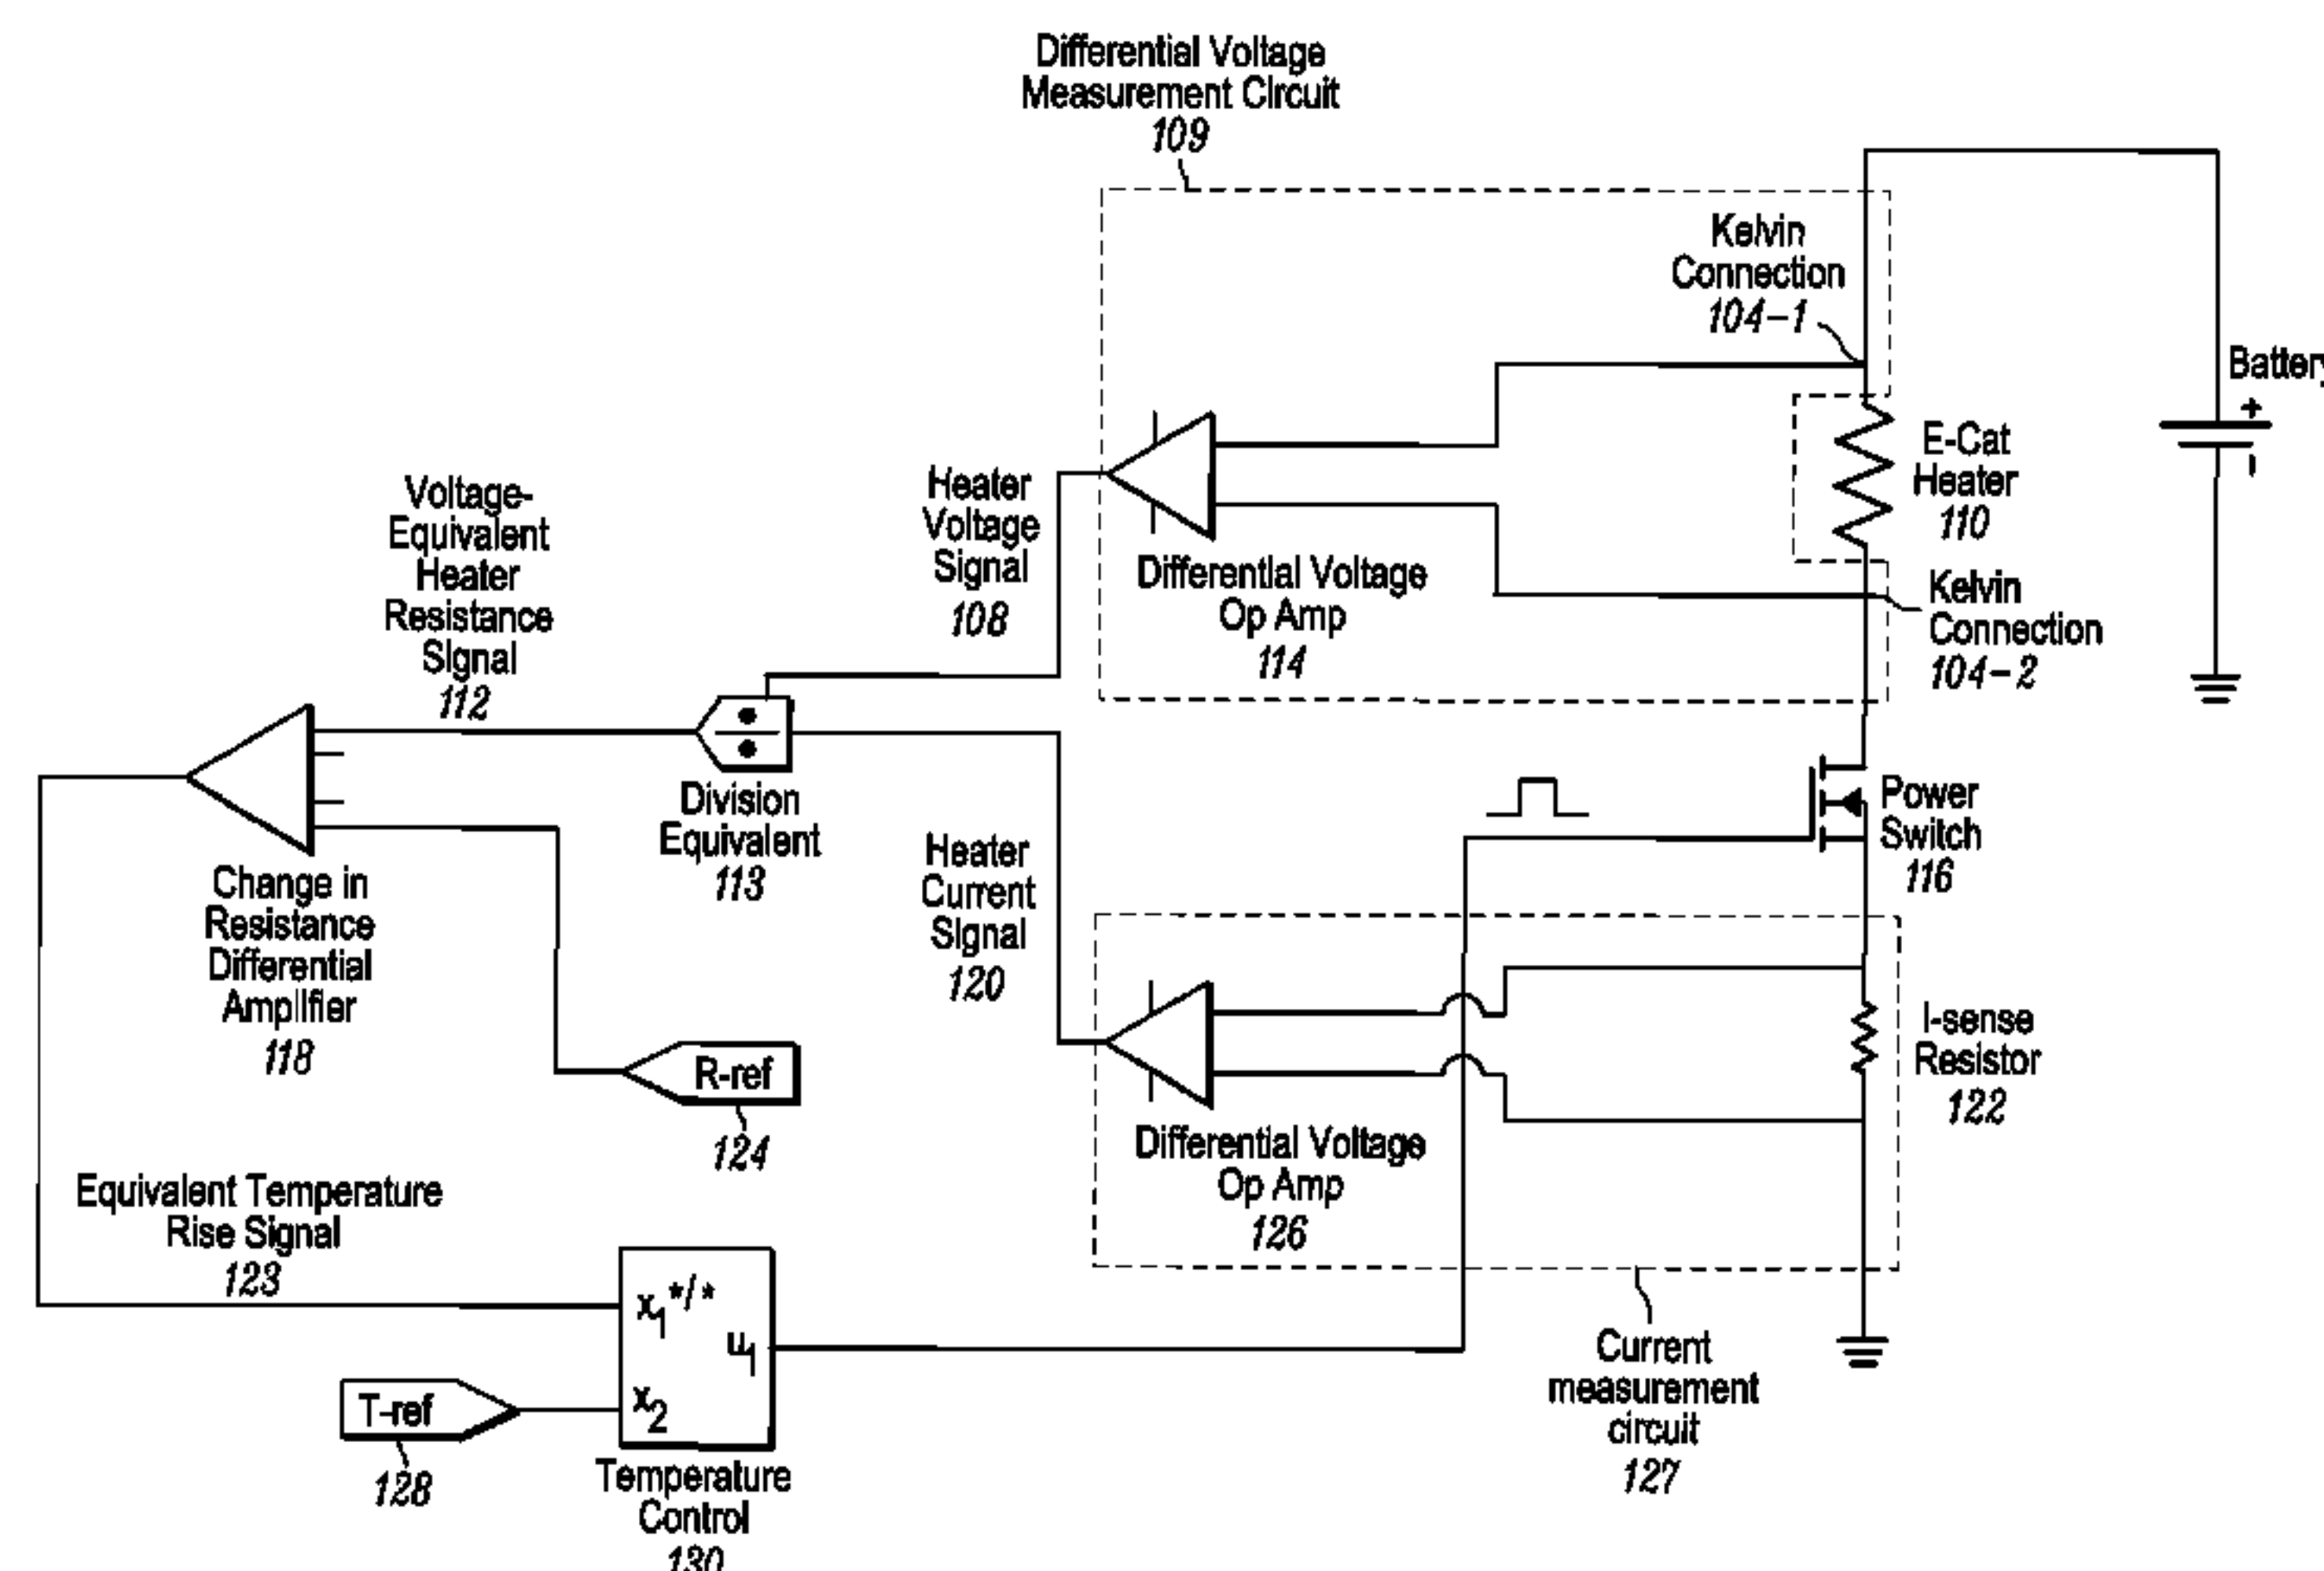 Differential Voltage
Measurement Circuit
109
Kelvin
Connection
104-1
Battery
+
E-Cat
Heater
110
Kelvin
Connection
104-2
Heater
Voltage
Signal
108
Differential Voltage
Op Amp
114
Voltage-
Equivalent
Heater
Resistance
Signal
112
Division
Equivalent
113
Power
Switch
116
Change in
Resistance
Differential
Amplifier
118
Heater
Current
Signal
120
R-ref
124
I-sense
Resistor
122
Differential Voltage
Op Amp
126
Equivalent Temperature
Rise Signal
123
x1 */*
u1
x2
T-ref
128
Temperature
Control
130
Current
measurement
circuit
127